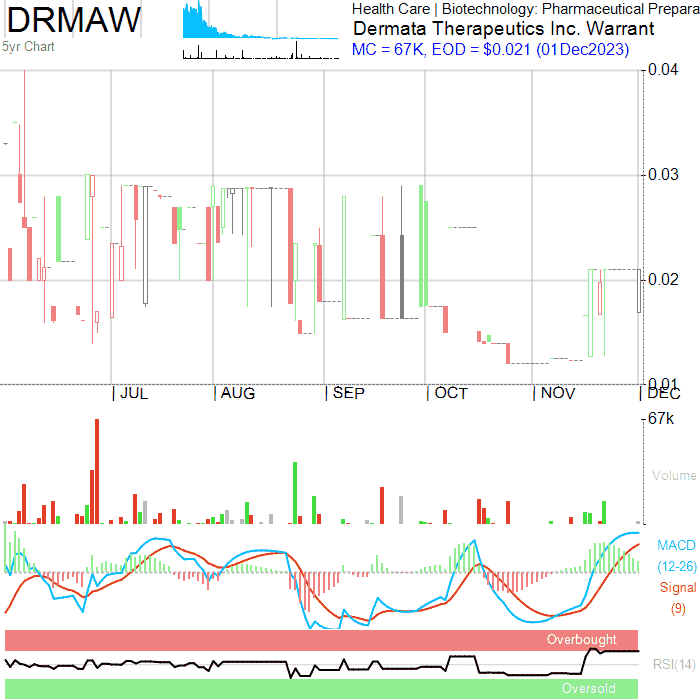 DRMAW
5yr Chart
Health Care | Biotechnology: Pharmaceutical Prepara
Dermata Therapeutics Inc. Warrant
MC = 67K, EOD = $0.021 (01Dec2023)
0.04
0.03
0.02
0.01
| JUL | AUG | SEP | OCT | NOV | DEC
67k
Volume
MACD
(12-26)
Signal
(9)
Overbought
RSI(14)
Oversold